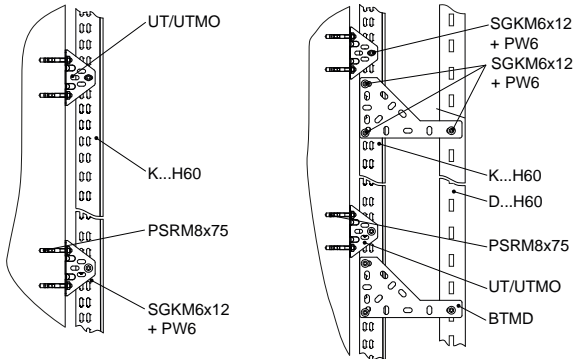 UT/UTMO
K...H60
PSRM8x75
SGKM6x12
+ PW6
SGKM6x12
+ PW6
SGKM6x12
+ PW6
K...H60
D...H60
PSRM8x75
UT/UTMO
BTMD